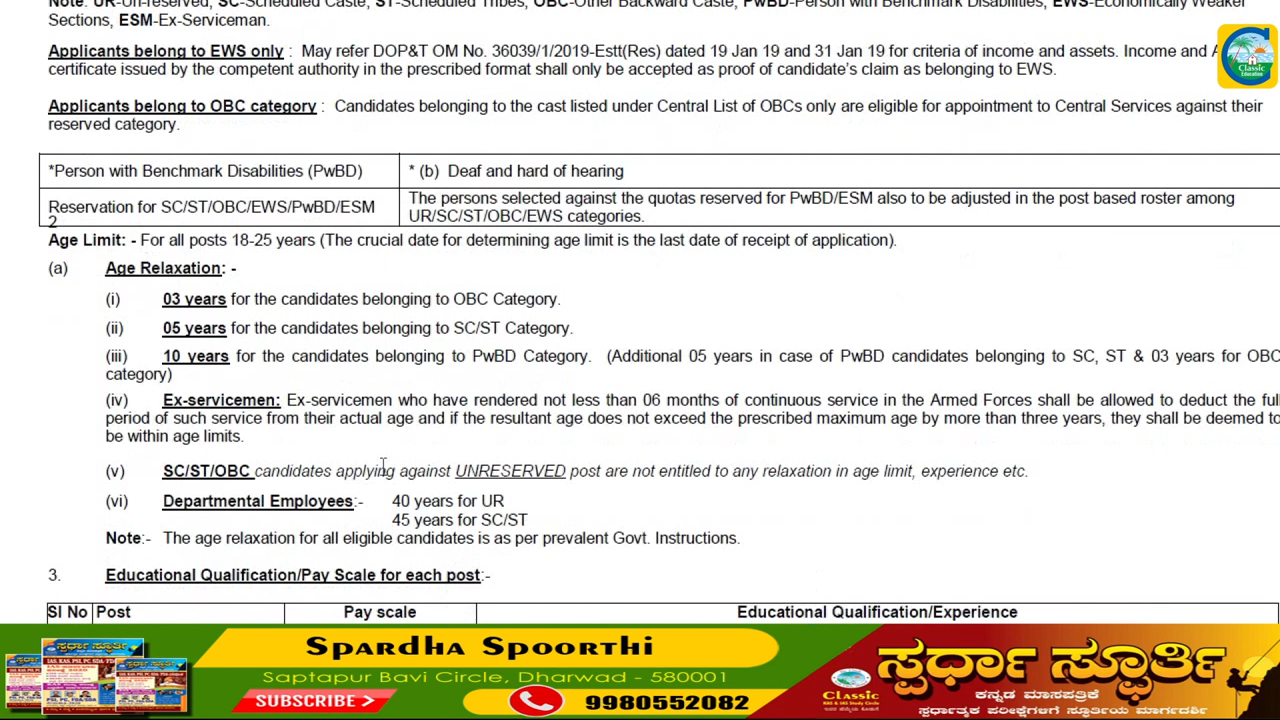 Note: UR-Un-reserved, SC-Scheduled Caste, ST-Scheduled Tribes, OBC-Other Backward Caste, PwBD-Person with Benchmark Disabilities, EWS-Economically Weaker
Sections, ESM-Ex-Serviceman.
Applicants belong to EWS only : May refer DOP&T OM No. 36039/1/2019-Estt(Res) dated 19 Jan 19 and 31 Jan 19 for criteria of income and assets. Income and
certificate issued by the competent authority in the prescribed format shall only be accepted as proof of candidate's claim as belonging to EWS.
Classic
Education
Applicants belong to OBC category : Candidates belonging to the cast listed under Central List of OBCs only are eligible for appointment to Central Services against their
reserved category.
*Person with Benchmark Disabilities (PwBD) * (b) Deaf and hard of hearing
Reservation for SC/ST/OBC/EWS/PwBD/ESM The persons selected against the quotas reserved for PwBD/ESM also to be adjusted in the post based roster among
UR/SC/ST/OBC/EWS categories.
2
Age Limit: - For all posts 18-25 years (The crucial date for determining age limit is the last date of receipt of application).
(a) Age Relaxation: -
(i) 03 years for the candidates belonging to OBC Category.
(ii) 05 years for the candidates belonging to SC/ST Category.
(iii) 10 years for the candidates belonging to PwBD Category. (Additional 05 years in case of PwBD candidates belonging to SC, ST & 03 years for OBC
category)
(iv) Ex-servicemen: Ex-servicemen who have rendered not less than 06 months of continuous service in the Armed Forces shall be allowed to deduct the full
period of such service from their actual age and if the resultant age does not exceed the prescribed maximum age by more than three years, they shall be deemed to
be within age limits.
(v) SC/ST/OBC candidates applying against UNRESERVED post are not entitled to any relaxation in age limit, experience etc.
(vi) Departmental Employees:- 40 years for UR
45 years for SC/ST
Note:- The age relaxation for all eligible candidates is as per prevalent Govt. Instructions.
3. Educational Qualification/Pay Scale for each post:-
SI No Post Pay scale Educational Qualification/Experience
Spardha Spoorthi
Saptapur Bavi Circle, Dharwad - 580001
SUBSCRIBE >
9980552082
Classic
KAS & IAS Study Circle
ಸ್ಪರ್ಧಾ ಸ್ಫೂರ್ತಿ
ಕನ್ನಡ ಮಾಸಪತ್ರಿಕೆ
ಸ್ಪರ್ಧಾತ್ಮಕ ಪರೀಕ್ಷೆಗಳಿಗೆ ಸ್ಫೂರ್ತಿಯ ಮಾರ್ಗದರ್ಶಿ